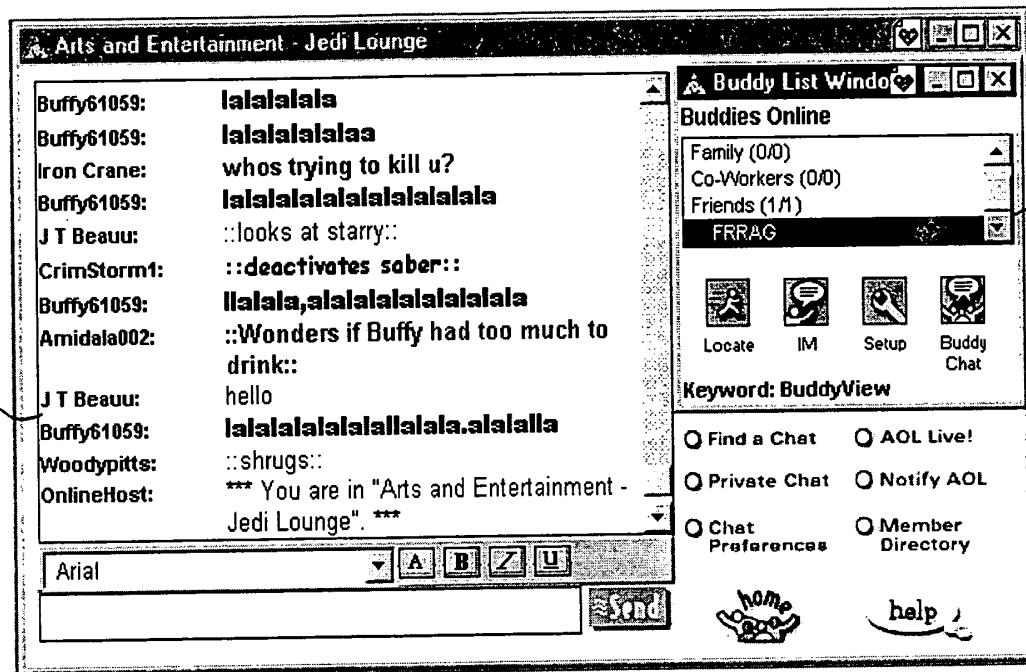 Arts and Entertainment - Jedi Lounge
Buffy61059: lalalalala
Buffy61059: lalalalalalaa
Iron Crane: whos trying to kill u?
Buffy61059: lalalalalalalalalalalalala
J T Beauu: ::looks at starry::
CrimStorm1: ::deactivates saber::
Buffy61059: llalala,alalalalalalalalala
Amidala002: ::Wonders if Buffy had too much to
drink::
J T Beauu: hello
Buffy61059: lalalalalalalallalala.alalalla
Woodypitts: ::shrugs::
OnlineHost: *** You are in "Arts and Entertainment -
Jedi Lounge". ***
Arial
A B I U
Send
Buddy List Windo
Buddies Online
Family (0/0)
Co-Workers (0/0)
Friends (1/1)
FRRAG
Locate IM Setup Buddy
Chat
Keyword: BuddyView
Find a Chat AOL Live!
Private Chat Notify AOL
Chat Member
Preferences Directory
home help